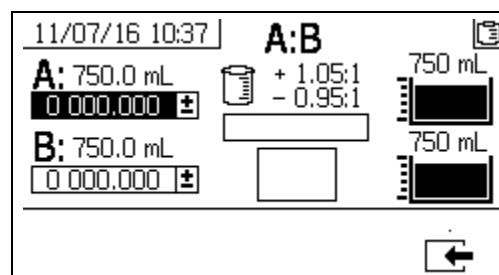 11/07/16 10:37
A:B
A: 750.0 mL
0 000.000 ±
+ 1.05:1
- 0.95:1
750 mL
B: 750.0 mL
0 000.000 ±
750 mL